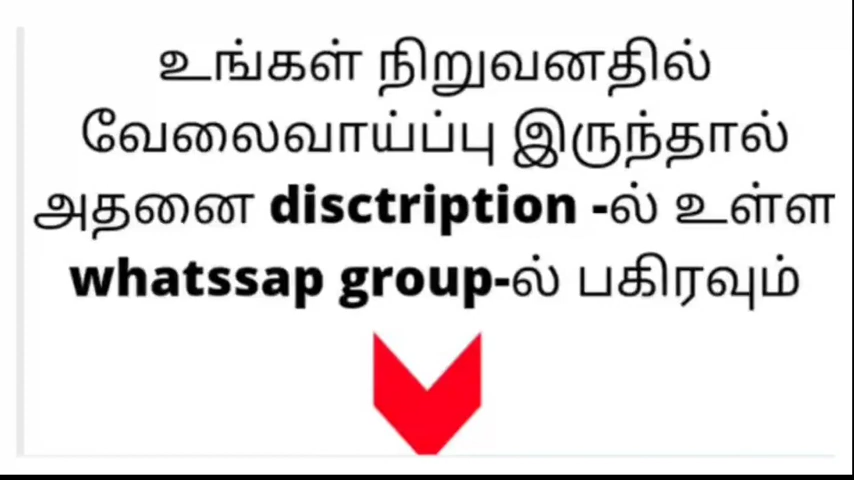 உங்கள் நிறுவனதில்
வேலைவாய்ப்பு இருந்தால்
அதனை disctription -ல் உள்ள
whatssap group-ல் பகிரவும்